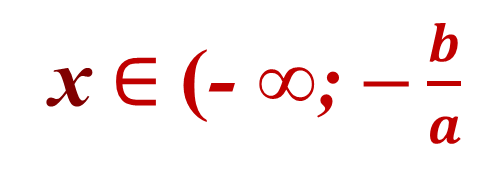 x ∈ (- ∞; − b/a